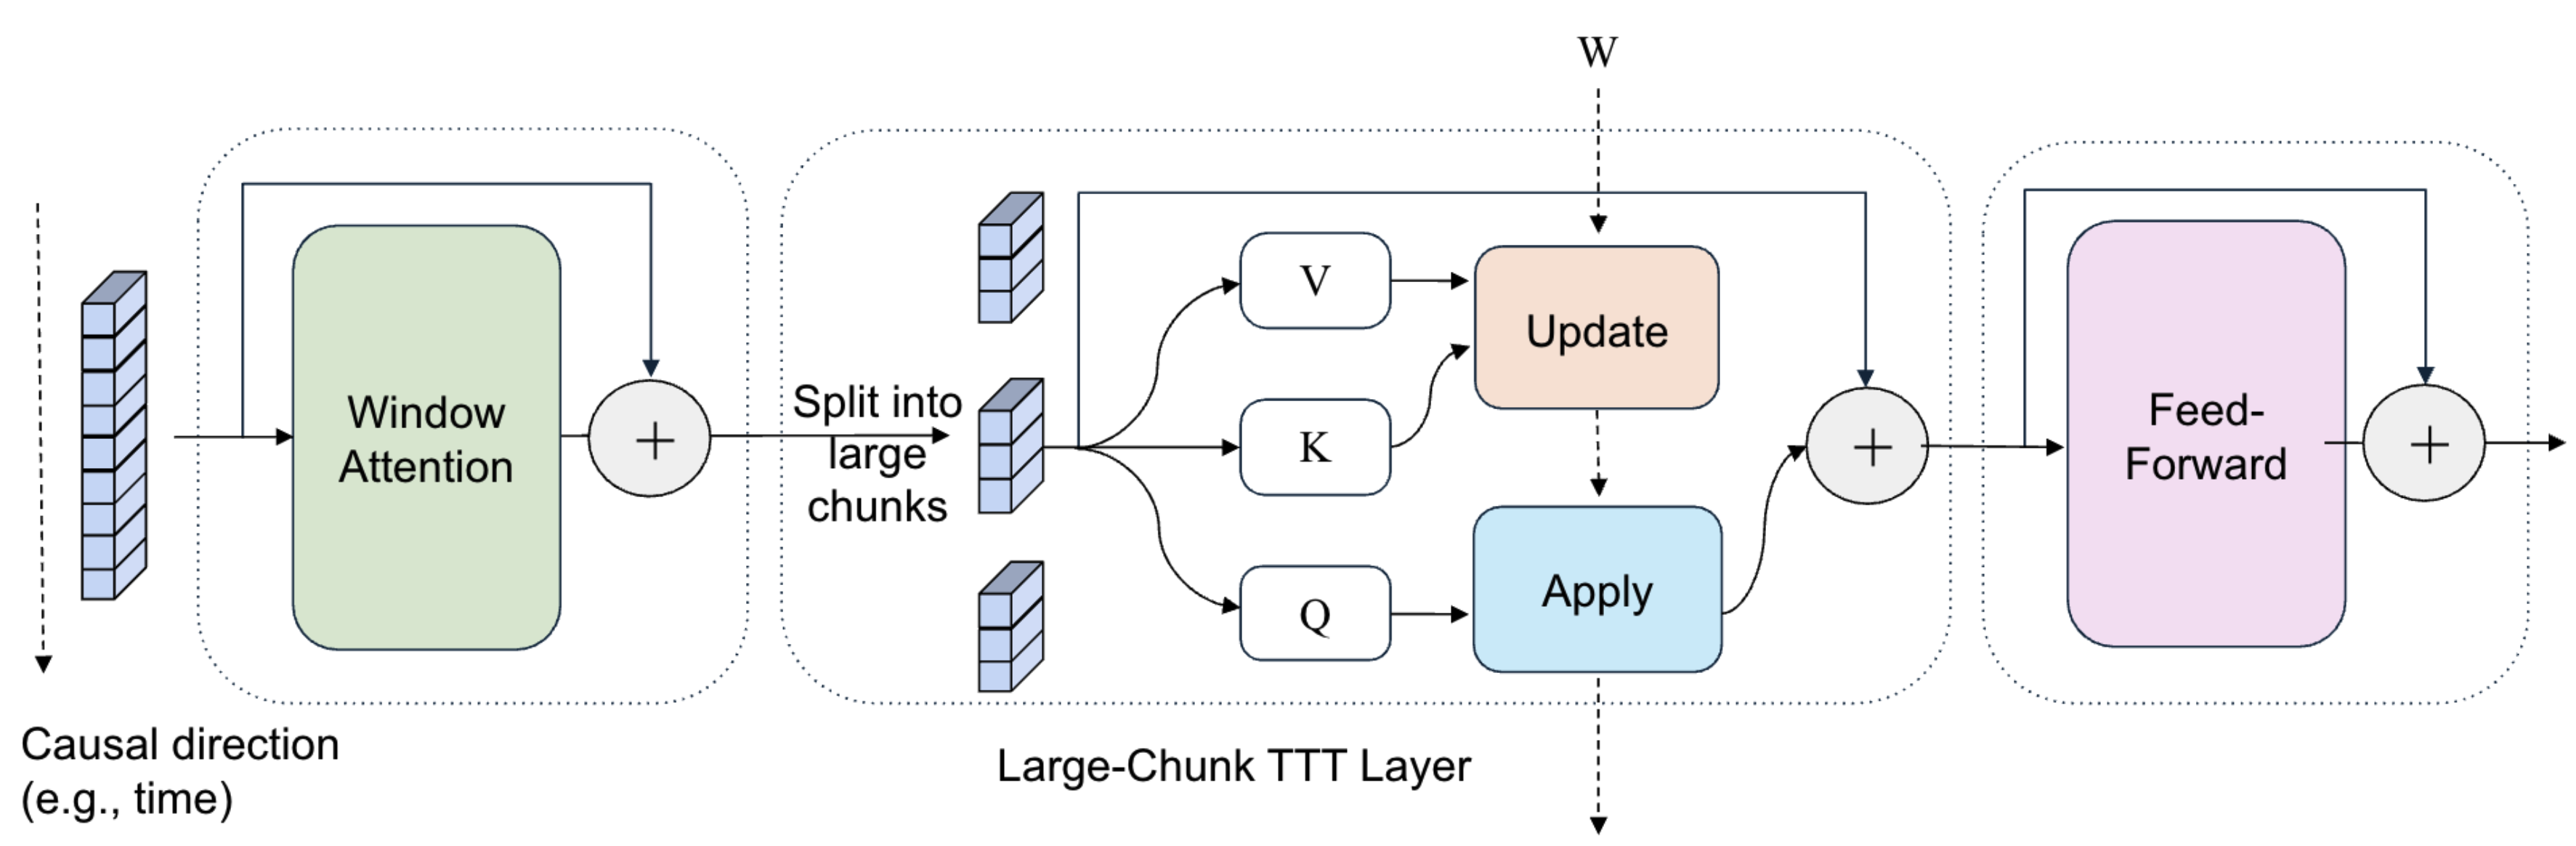 W
Window
Attention
+
Split into
large
chunks
V
K
Q
Update
Apply
+
Feed-
Forward
+
Causal direction
(e.g., time)
Large-Chunk TTT Layer